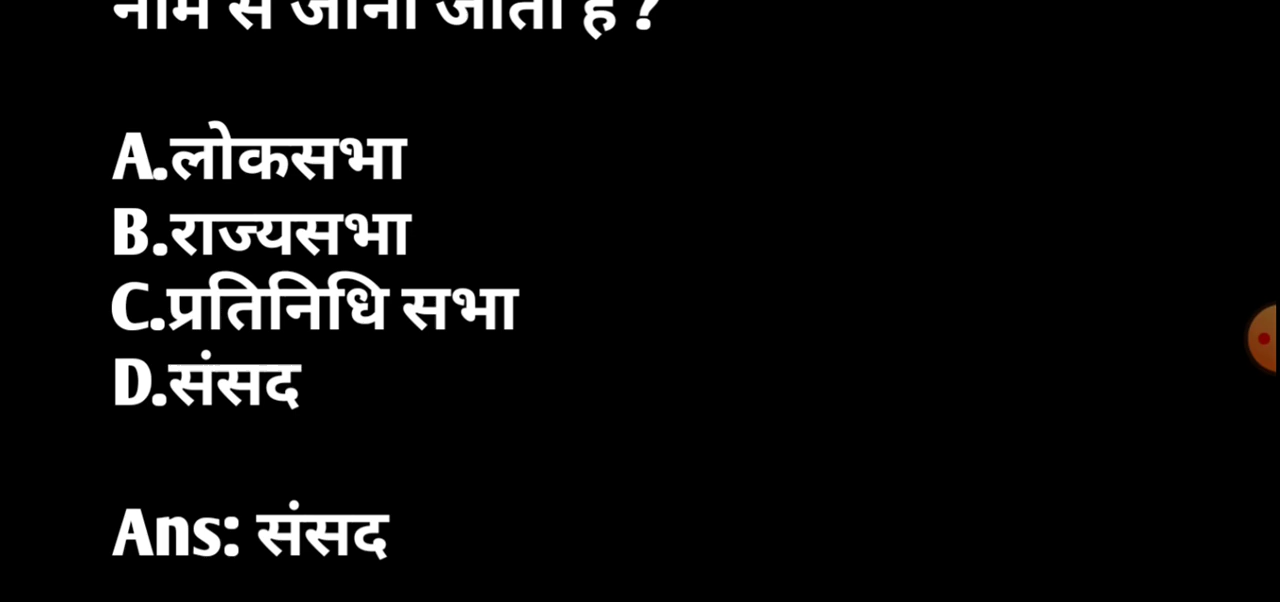 नाम से जाना जाता है ?
A.लोकसभा
B.राज्यसभा
C.प्रतिनिधि सभा
D.संसद
Ans: संसद